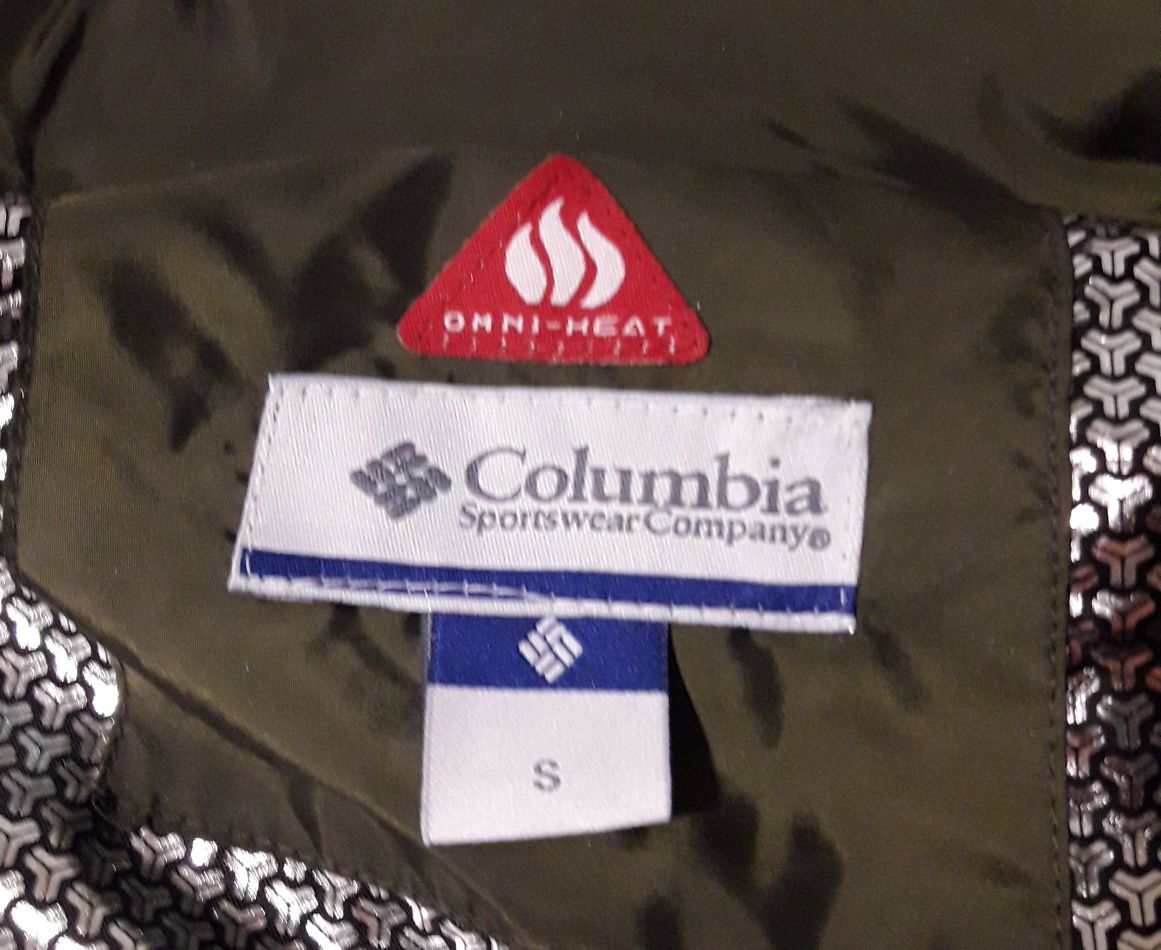 OMNI-HEAT
Columbia
Sportswear Company®
S